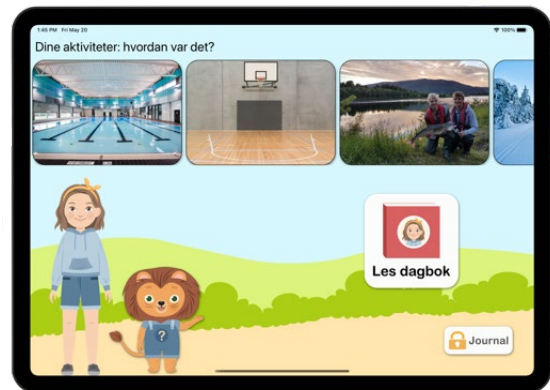 1:45 PM Fri May 20
100%
Dine aktiviteter: hvordan var det?
?
Les dagbok
Journal